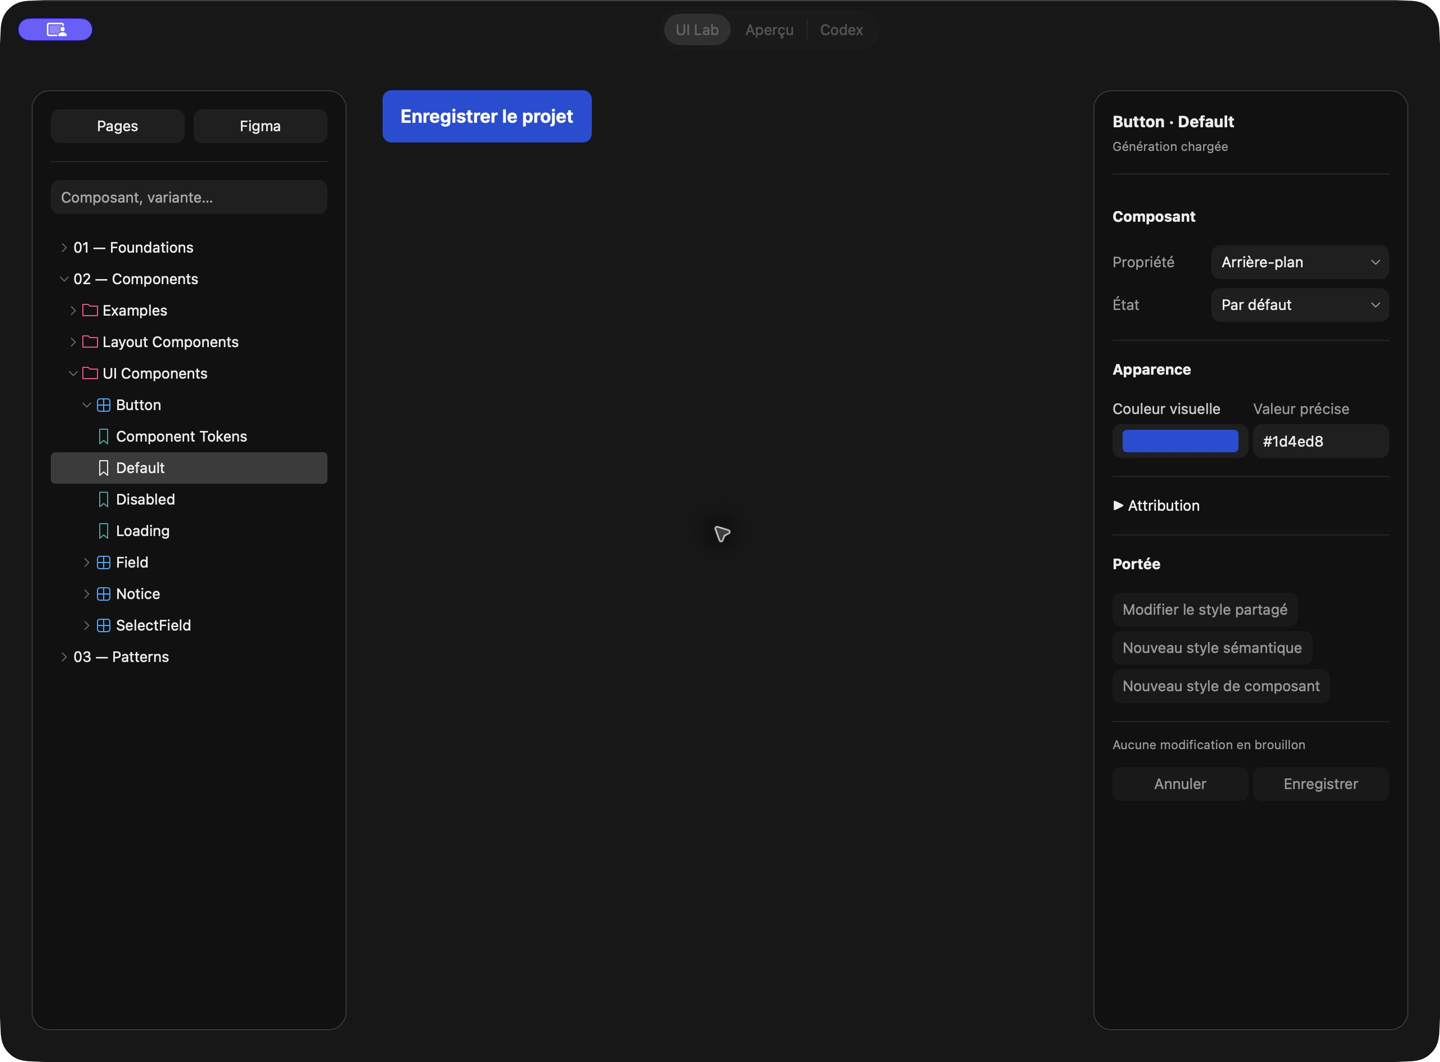 UI Lab
Aperçu
Codex
Pages
Figma
Composant, variante...
01 — Foundations
02 — Components
Examples
Layout Components
UI Components
Button
Component Tokens
Default
Disabled
Loading
Field
Notice
SelectField
03 — Patterns
Enregistrer le projet
Button · Default
Génération chargée
Composant
Propriété
Arrière-plan
État
Par défaut
Apparence
Couleur visuelle
Valeur précise
#1d4ed8
Attribution
Portée
Modifier le style partagé
Nouveau style sémantique
Nouveau style de composant
Aucune modification en brouillon
Annuler
Enregistrer